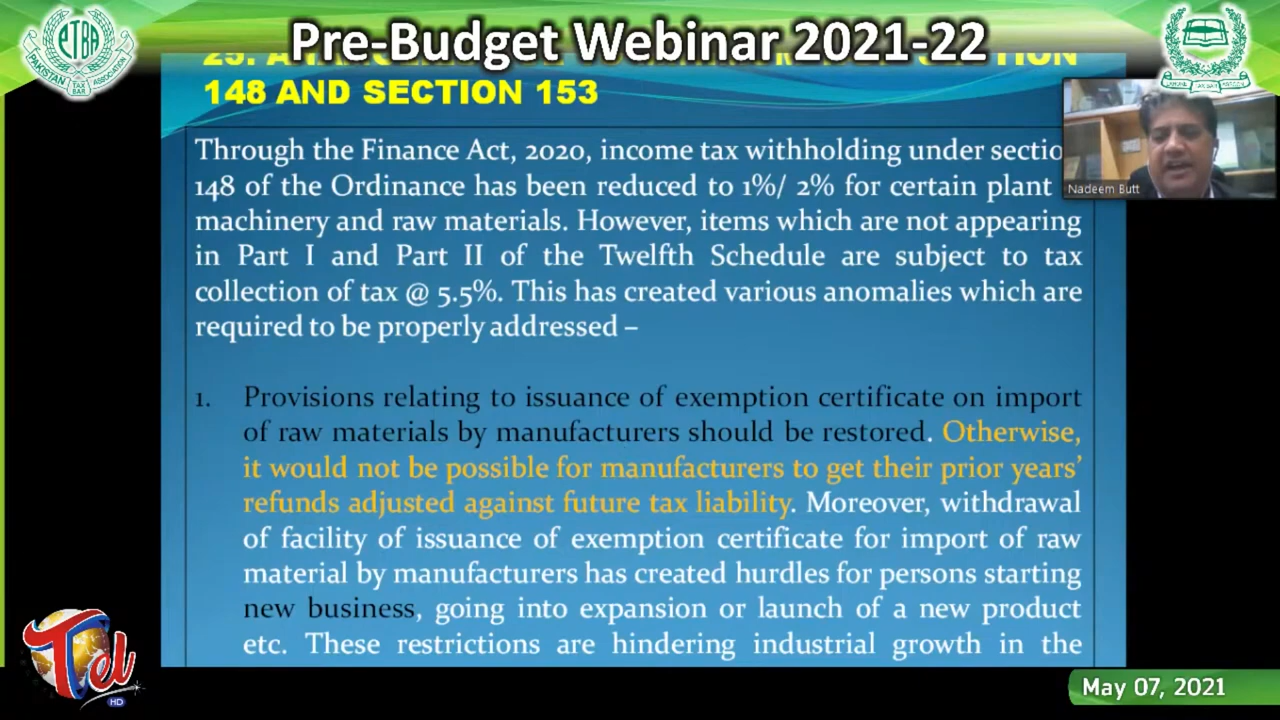 Pre-Budget Webinar 2021-22
PTBA
PAKISTAN TAX BAR ASSOCIATION
148 AND SECTION 153
Through the Finance Act, 2020, income tax withholding under sectio
148 of the Ordinance has been reduced to 1%/ 2% for certain plant
machinery and raw materials. However, items which are not appearing
in Part I and Part II of the Twelfth Schedule are subject to tax
collection of tax @ 5.5%. This has created various anomalies which are
required to be properly addressed –
Nadeem Butt
1. Provisions relating to issuance of exemption certificate on import
of raw materials by manufacturers should be restored. Otherwise,
it would not be possible for manufacturers to get their prior years’
refunds adjusted against future tax liability. Moreover, withdrawal
of facility of issuance of exemption certificate for import of raw
material by manufacturers has created hurdles for persons starting
new business, going into expansion or launch of a new product
etc. These restrictions are hindering industrial growth in the
Tel
HD
May 07, 2021